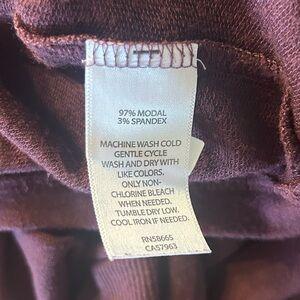 97% MODAL
3% SPANDEX
MACHINE WASH COLD
GENTLE CYCLE
WASH AND DRY WITH
LIKE COLORS.
ONLY NON-
CHLORINE BLEACH
WHEN NEEDED.
TUMBLE DRY LOW.
COOL IRON IF NEEDED.
RN58665
CA57963